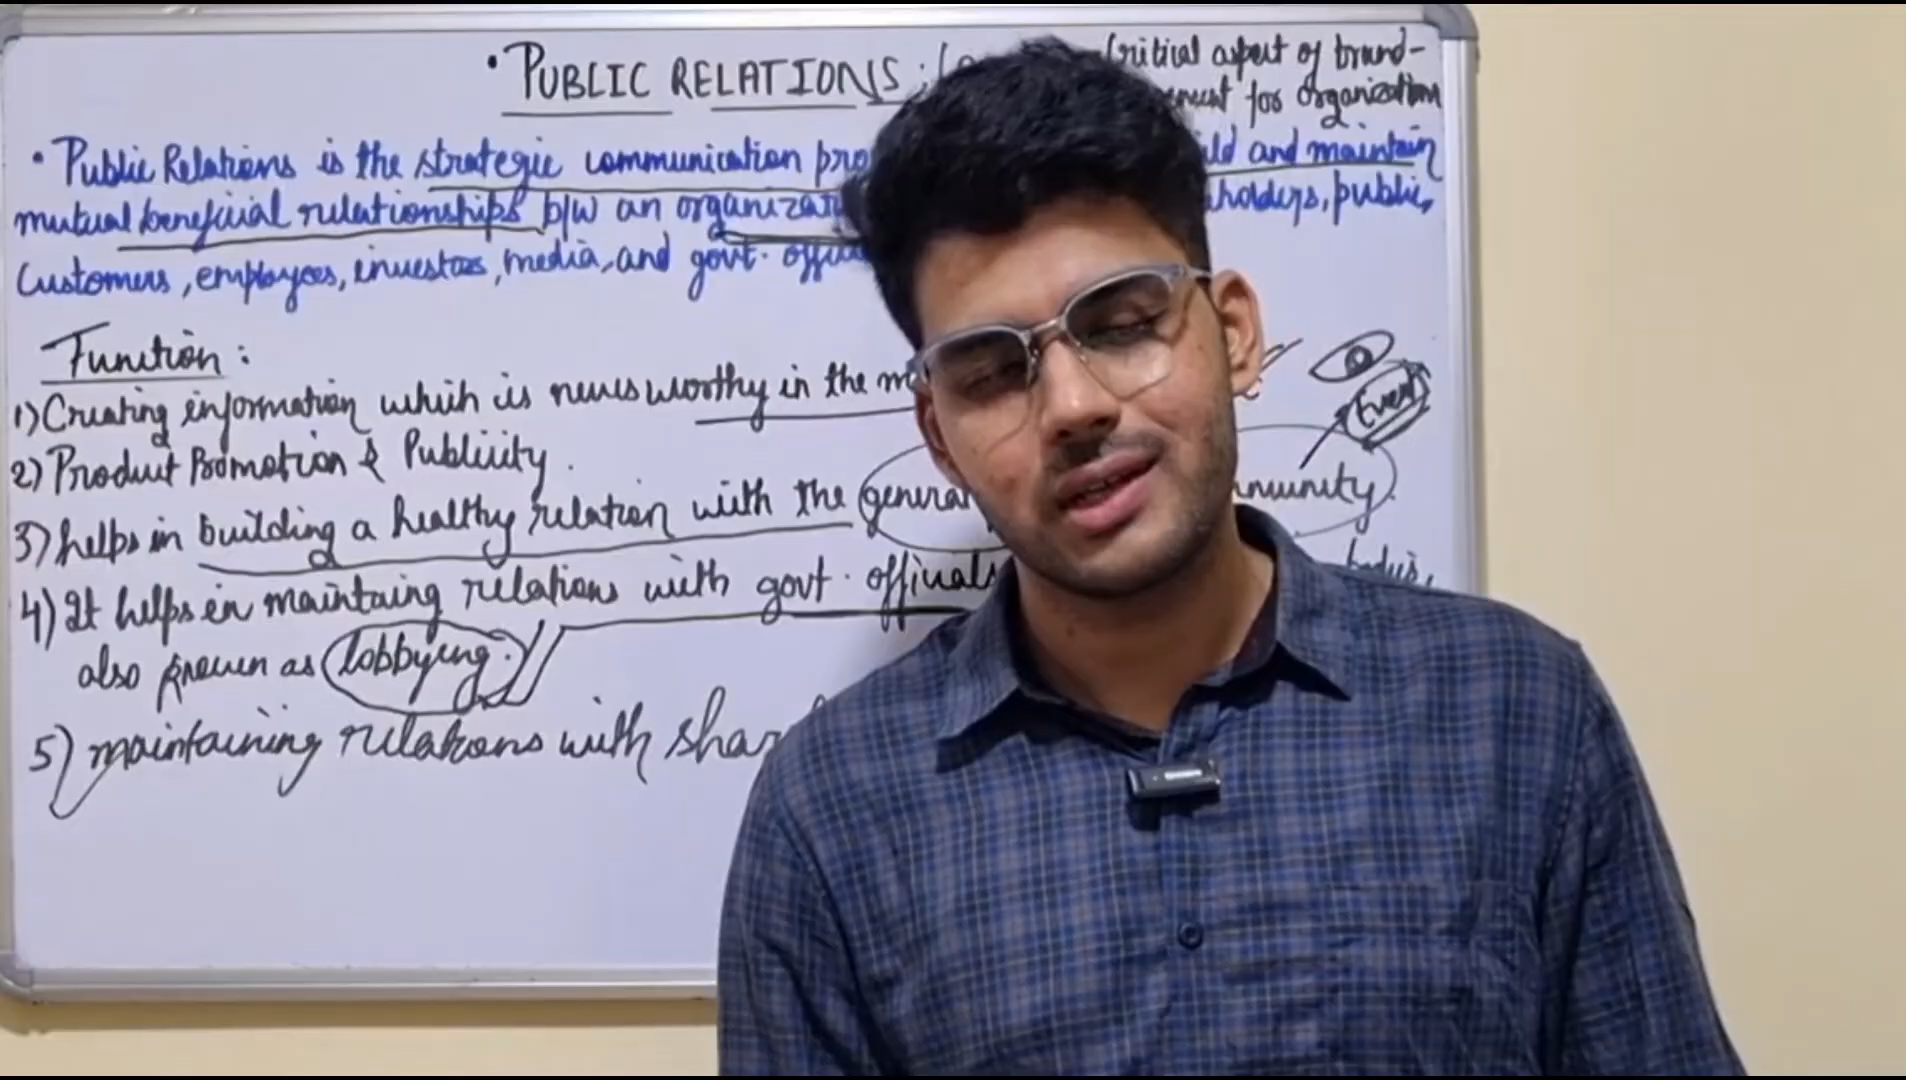 • PUBLIC RELATIONS : Critical aspect of brand-
for organization
• Public Relations is the strategic communication and maintain
mutual beneficial relationships b/w an public,
Customers, employees, investors, media, and govt.
Function :
1) Creating information which is newsworthy in the
2) Product Promotion & Publicity.
3) helps in building a healthy relation with the
4) It helps in maintaing relations with govt. officials
also known as lobbying.
5) maintaining relations with
Event